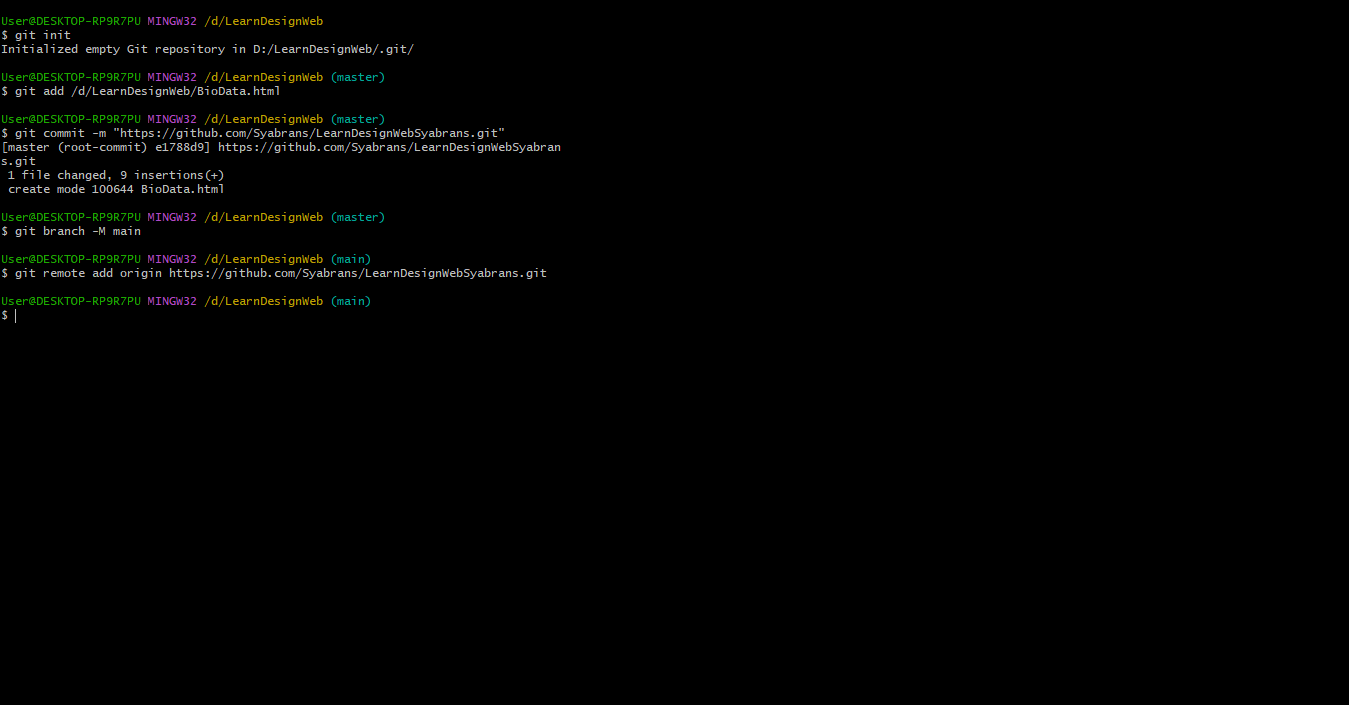 User@DESKTOP-RP9R7PU MINGW32 /d/LearnDesignWeb
$ git init
Initialized empty Git repository in D:/LearnDesignWeb/.git/
User@DESKTOP-RP9R7PU MINGW32 /d/LearnDesignWeb (master)
$ git add /d/LearnDesignWeb/BioData.html
User@DESKTOP-RP9R7PU MINGW32 /d/LearnDesignWeb (master)
$ git commit -m "https://github.com/Syabrans/LearnDesignWebSyabrans.git"
[master (root-commit) e1788d9] https://github.com/Syabrans/LearnDesignWebSyabran
s.git
1 file changed, 9 insertions(+)
create mode 100644 BioData.html
User@DESKTOP-RP9R7PU MINGW32 /d/LearnDesignWeb (master)
$ git branch -M main
User@DESKTOP-RP9R7PU MINGW32 /d/LearnDesignWeb (main)
$ git remote add origin https://github.com/Syabrans/LearnDesignWebSyabrans.git
User@DESKTOP-RP9R7PU MINGW32 /d/LearnDesignWeb (main)
$